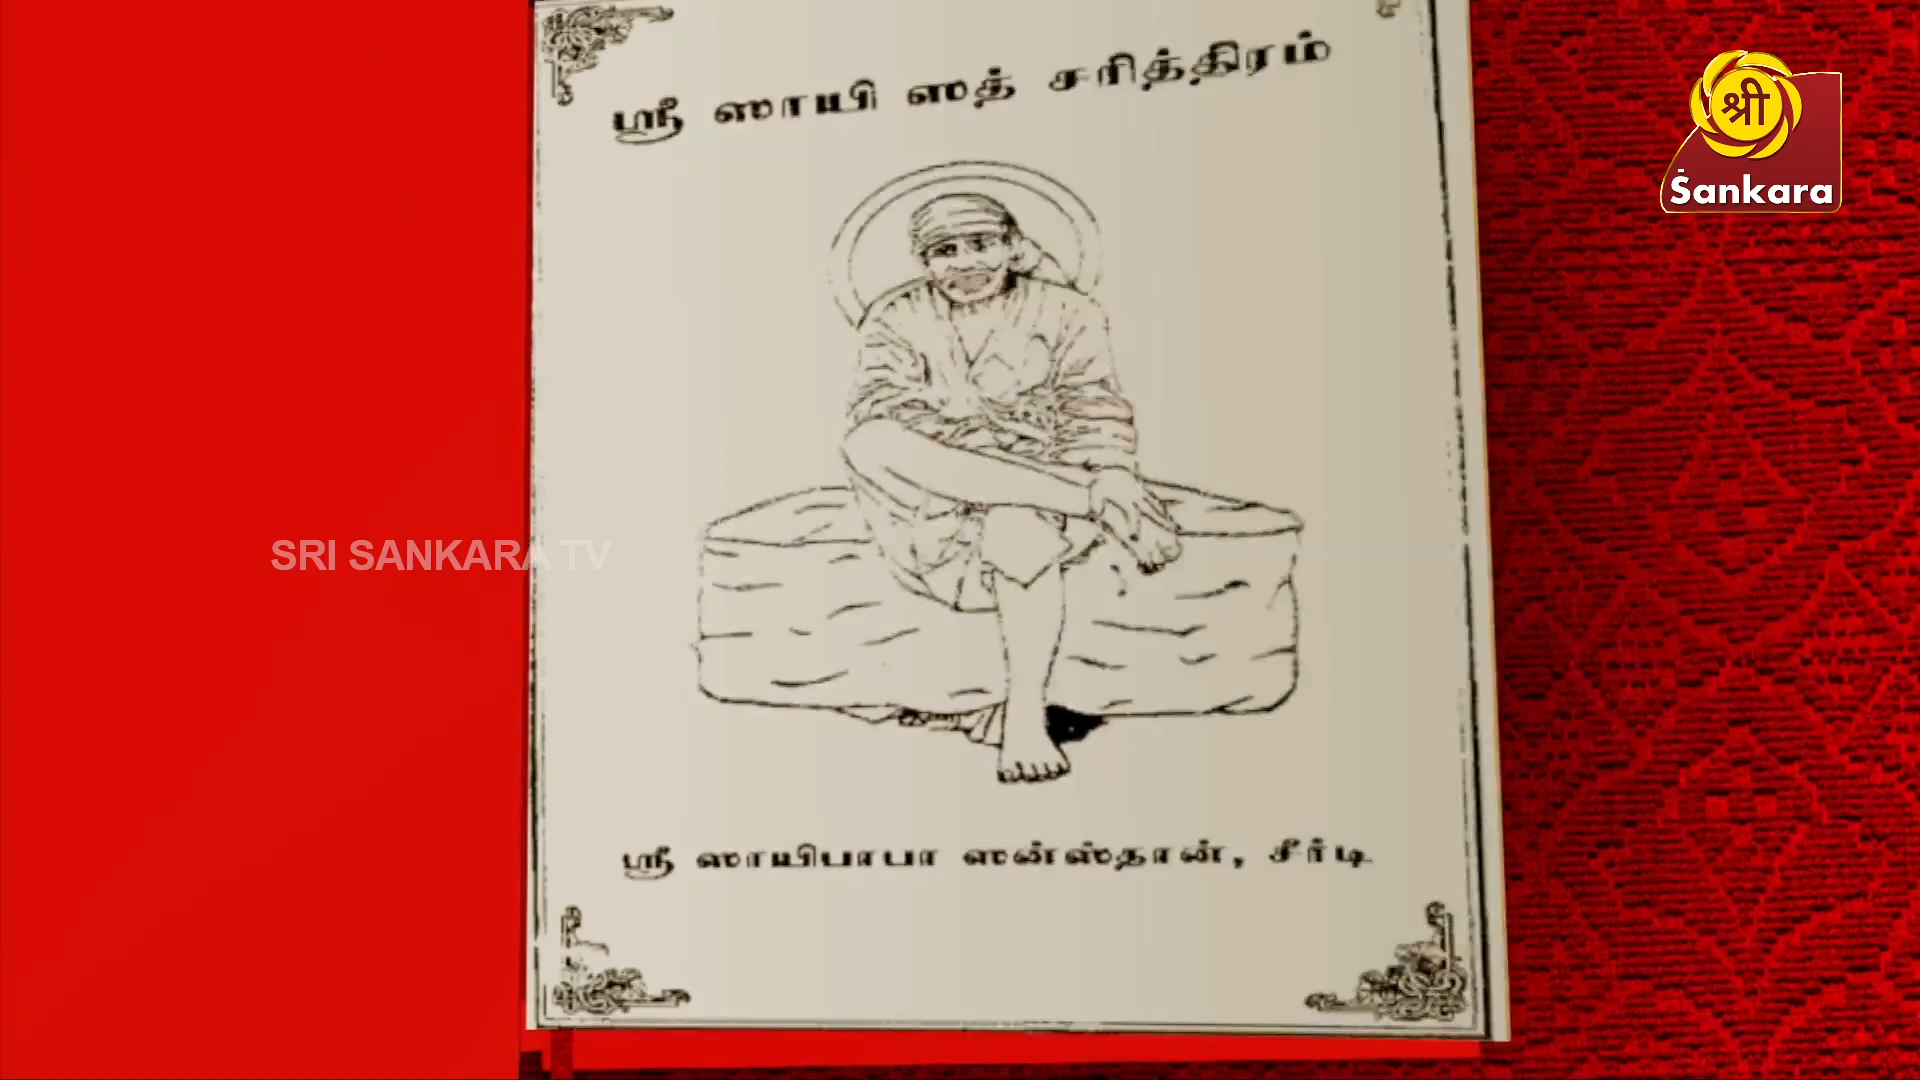 ஸ்ரீ ஸாயி ஸத் சரித்திரம்
श्री
Sankara
SRI SANKARA TV
ஸ்ரீ ஸாயிபாபா ஸன்ஸ்தான், சீர்டி